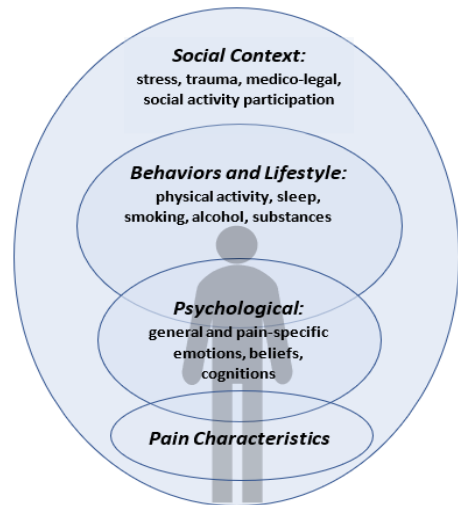 Social Context:
stress, trauma, medico-legal,
social activity participation
Behaviors and Lifestyle:
physical activity, sleep,
smoking, alcohol, substances
Psychological:
general and pain-specific
emotions, beliefs,
cognitions
Pain Characteristics